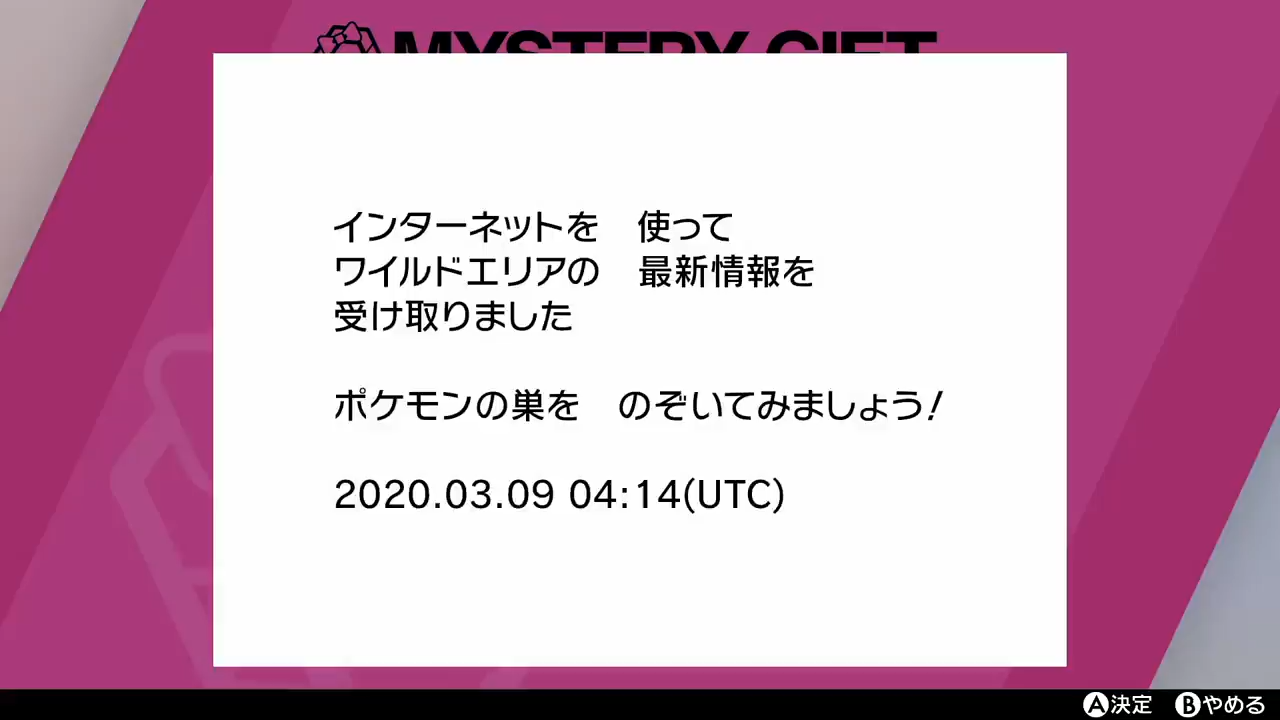 MYSTERY GIFT
インターネットを　使って
ワイルドエリアの　最新情報を
受け取りました
ポケモンの巣を　のぞいてみましょう!
2020.03.09 04:14(UTC)
A決定 Bやめる